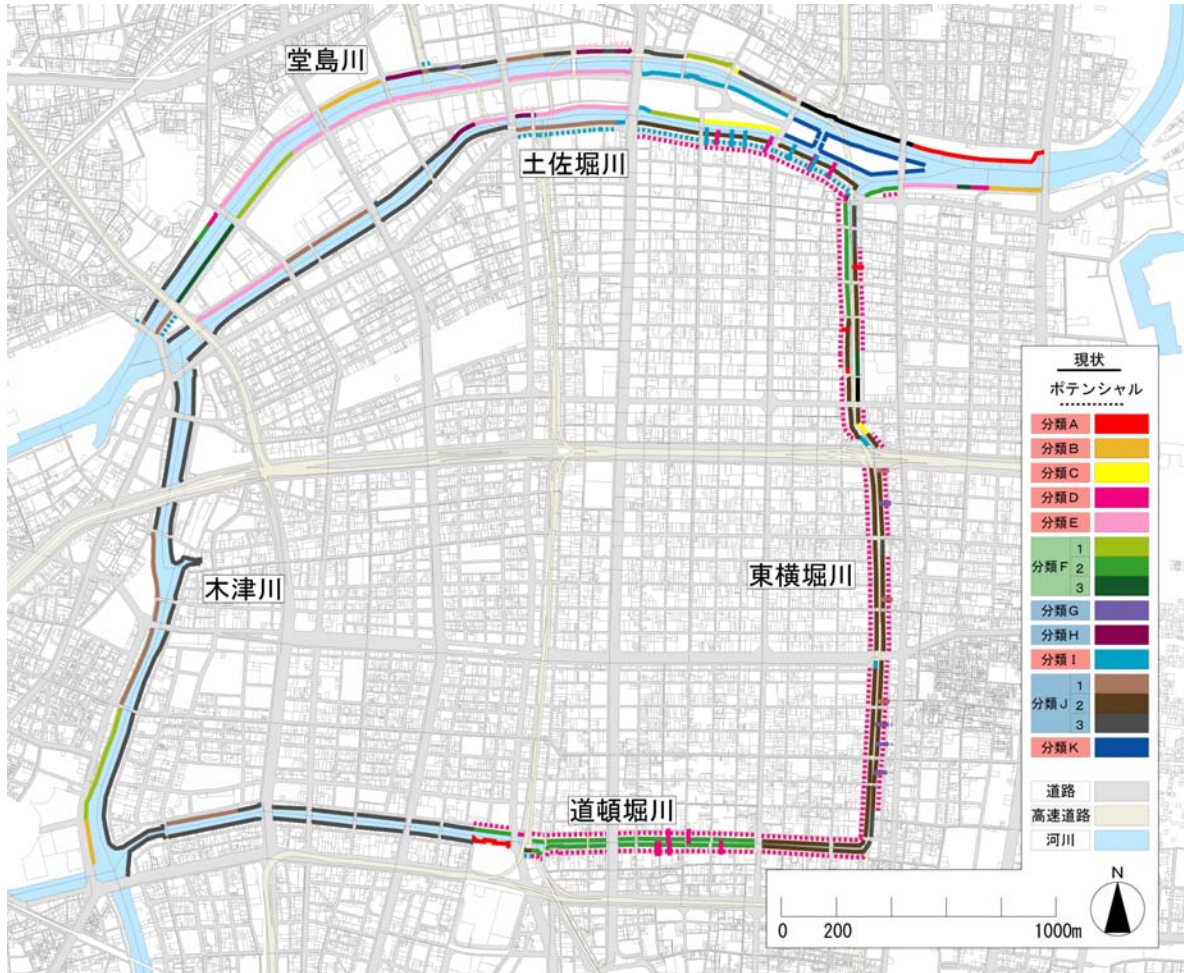 堂島川
土佐堀川
木津川
東横堀川
道頓堀川
現状
ポテンシャル
分類A
分類B
分類C
分類D
分類E
分類F
1
2
3
分類G
分類H
分類I
分類J
1
2
3
分類K
道路
高速道路
河川
N
0 200 1000m